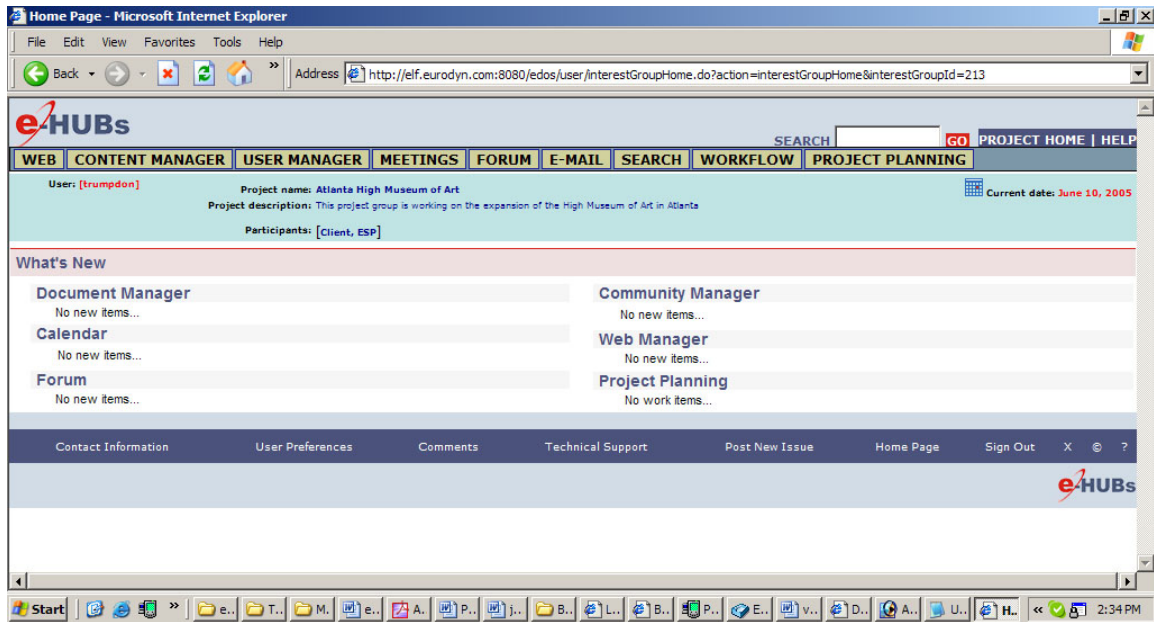 Home Page - Microsoft Internet Explorer
File Edit View Favorites Tools Help
Back » Address http://elf.eurodyn.com:8080/edos/user/interestGroupHome.do?action=interestGroupHome&interestGroupId=213
e-HUBs
SEARCH GO PROJECT HOME | HELP
WEB CONTENT MANAGER USER MANAGER MEETINGS FORUM E-MAIL SEARCH WORKFLOW PROJECT PLANNING
User: [trumpdon] Project name: Atlanta High Museum of Art Current date: June 10, 2005
Project description: This project group is working on the expansion of the High Museum of Art in Atlanta
Participants: [Client, ESP]
What's New
Document Manager Community Manager
No new items... No new items...
Calendar Web Manager
No new items... No new items...
Forum Project Planning
No new items... No work items...
Contact Information User Preferences Comments Technical Support Post New Issue Home Page Sign Out X © ?
e-HUBs
Start » e.. T.. M. e.. A. P.. j.. B.. L.. B.. P.. E.. v.. D.. A.. U.. H.. « 2:34 PM